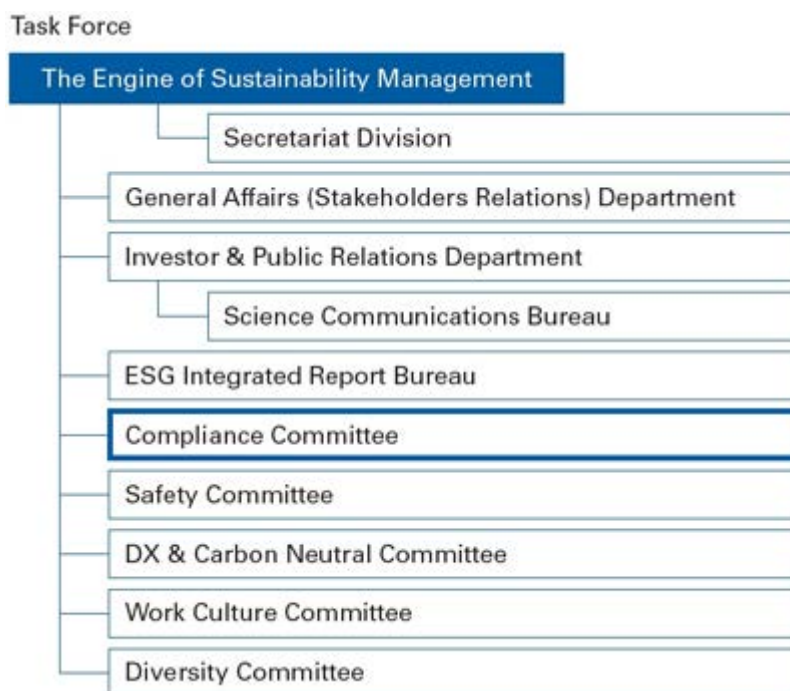 Task Force
The Engine of Sustainability Management
Secretariat Division
General Affairs (Stakeholders Relations) Department
Investor & Public Relations Department
Science Communications Bureau
ESG Integrated Report Bureau
Compliance Committee
Safety Committee
DX & Carbon Neutral Committee
Work Culture Committee
Diversity Committee